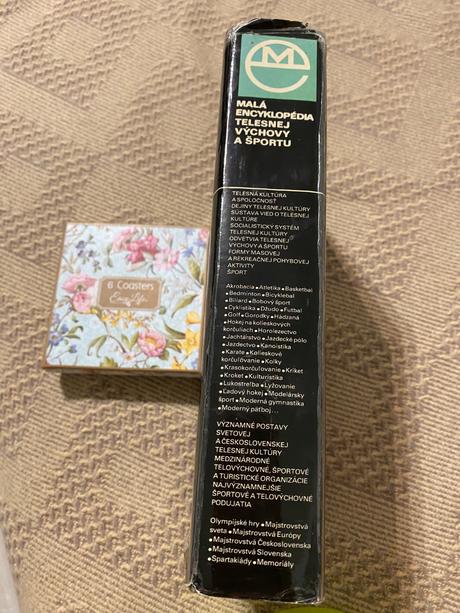 M
MALÁ
ENCYKLOPÉDIA
TELESNEJ
VÝCHOVY
A ŠPORTU
TELESNÁ KULTÚRA
A SPOLOČNOSŤ
DEJINY TELESNEJ KULTÚRY
SÚSTAVA VIED O TELESNEJ
KULTÚRE
SOCIALISTICKÝ SYSTÉM
TELESNEJ KULTÚRY
ODVETVIA TELESNEJ
VÝCHOVY A ŠPORTU
FORMY MASOVEJ
A REKREAČNEJ POHYBOVEJ
AKTIVITY
ŠPORT
Akrobacia • Atletika • Basketbal
• Bedminton • Bicyklebal
• Biliard • Bobový šport
• Cyklistika • Džudo • Futbal
• Golf • Gorodky • Hádzaná
• Hokej na kolieskových
korčuliach • Horolezectvo
• Jachtárstvo • Jazdecké pólo
• Jazdectvo • Kanoistika
• Karate • Kolieskové
korčuľovanie • Kolky
• Krasokorčuľovanie • Kriket
• Kroket • Kulturistika
• Lukostreľba • Lyžovanie
• Ľadový hokej • Modelársky
šport • Moderná gymnastika
• Moderný päťboj...
VÝZNAMNÉ POSTAVY
SVETOVEJ
A ČESKOSLOVENSKEJ
TELESNEJ KULTÚRY
MEDZINÁRODNÉ
TELOVÝCHOVNÉ, ŠPORTOVÉ
A TURISTICKÉ ORGANIZÁCIE
NAJVÝZNAMNEJŠIE
ŠPORTOVÉ A TELOVÝCHOVNÉ
PODUJATIA
Olympijské hry • Majstrovstvá
sveta • Majstrovstvá Európy
• Majstrovstvá Československa
• Majstrovstvá Slovenska
• Spartakiády • Memoriály
6 Coasters
Easy Life